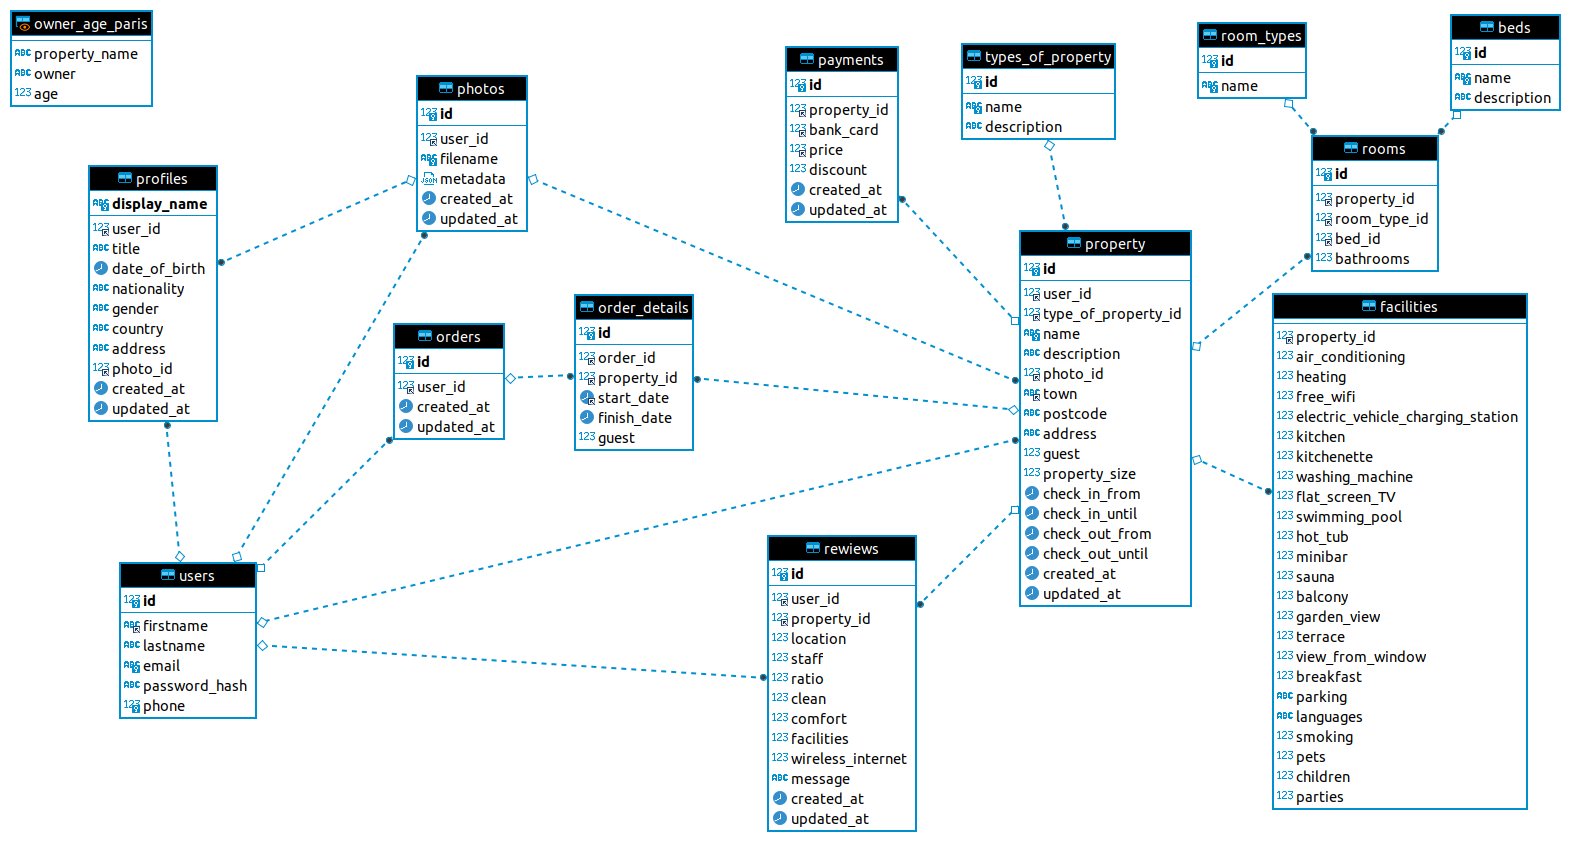 owner_age_paris
property_name
owner
age
profiles
display_name
user_id
title
date_of_birth
nationality
gender
country
address
photo_id
created_at
updated_at
photos
id
user_id
filename
metadata
created_at
updated_at
orders
id
user_id
created_at
updated_at
order_details
id
order_id
property_id
start_date
finish_date
guest
users
id
firstname
lastname
email
password_hash
phone
payments
id
property_id
bank_card
price
discount
created_at
updated_at
types_of_property
id
name
description
room_types
id
name
beds
id
name
description
rooms
id
property_id
room_type_id
bed_id
bathrooms
property
id
user_id
type_of_property_id
name
description
photo_id
town
postcode
address
guest
property_size
check_in_from
check_in_until
check_out_from
check_out_until
created_at
updated_at
rewiews
id
user_id
property_id
location
staff
ratio
clean
comfort
facilities
wireless_internet
message
created_at
updated_at
facilities
property_id
air_conditioning
heating
free_wifi
electric_vehicle_charging_station
kitchen
kitchenette
washing_machine
flat_screen_TV
swimming_pool
hot_tub
minibar
sauna
balcony
garden_view
terrace
view_from_window
breakfast
parking
languages
smoking
pets
children
parties